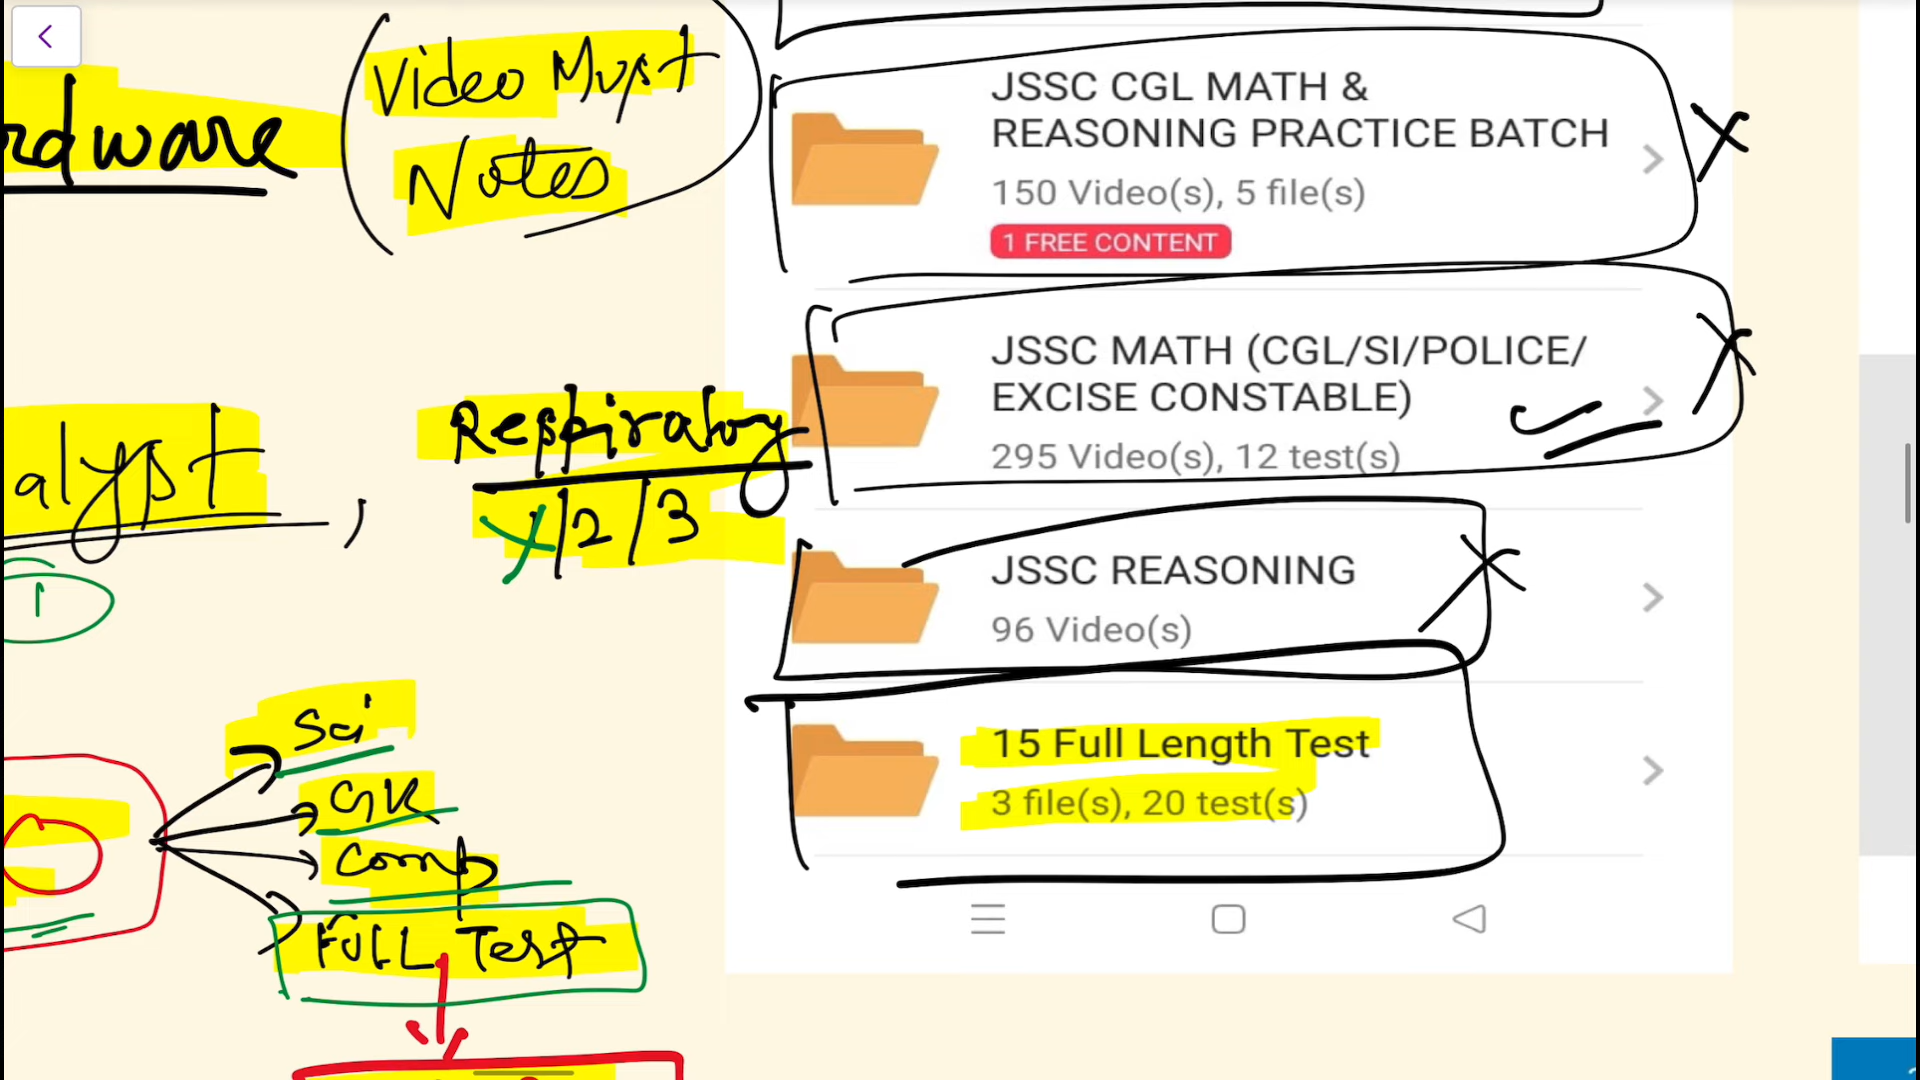 rdware
Video Must
Notes
alyst ,
Respiratory
1/2/3
1
Sci
GK
Comp
FULL Test
JSSC CGL MATH &
REASONING PRACTICE BATCH
150 Video(s), 5 file(s)
1 FREE CONTENT
JSSC MATH (CGL/SI/POLICE/
EXCISE CONSTABLE)
295 Video(s), 12 test(s)
JSSC REASONING
96 Video(s)
15 Full Length Test
3 file(s), 20 test(s)